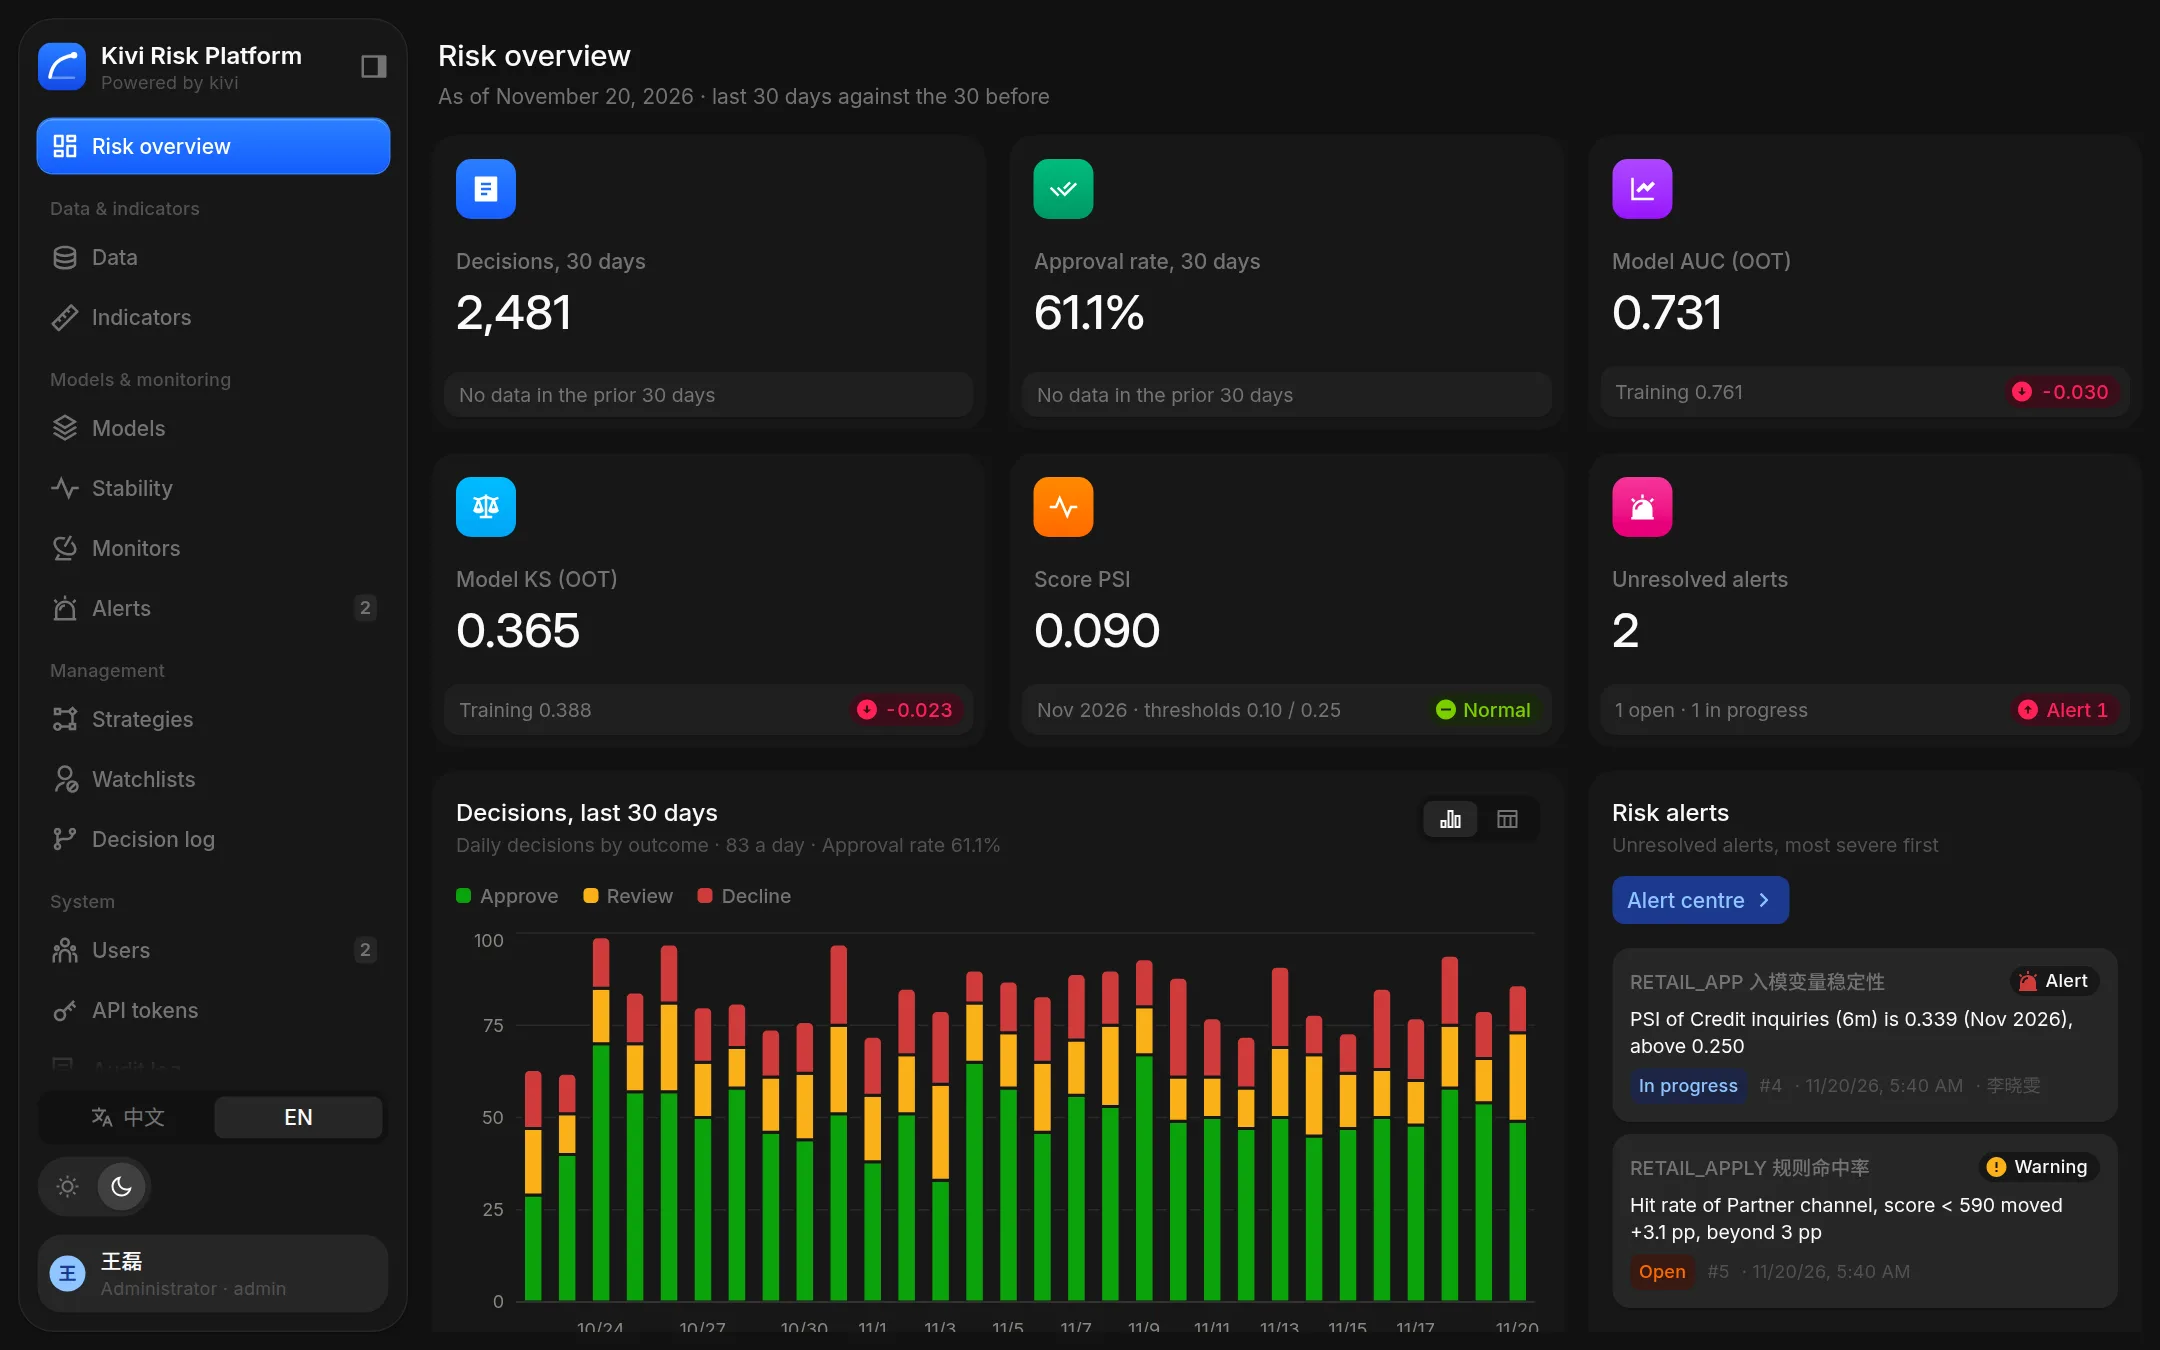 Kivi Risk Platform
Powered by kivi
Risk overview
Data & indicators
Data
Indicators
Models & monitoring
Models
Stability
Monitors
Alerts 2
Management
Strategies
Watchlists
Decision log
System
Users 2
API tokens
Audit log
中文 EN
王 王磊
Administrator · admin
Risk overview
As of November 20, 2026 · last 30 days against the 30 before
Decisions, 30 days
2,481
No data in the prior 30 days
Approval rate, 30 days
61.1%
No data in the prior 30 days
Model AUC (OOT)
0.731
Training 0.761 -0.030
Model KS (OOT)
0.365
Training 0.388 -0.023
Score PSI
0.090
Nov 2026 · thresholds 0.10 / 0.25 Normal
Unresolved alerts
2
1 open · 1 in progress Alert 1
Decisions, last 30 days
Daily decisions by outcome · 83 a day · Approval rate 61.1%
Approve Review Decline
100
75
50
25
0
10/24 10/27 10/30 11/1 11/3 11/5 11/7 11/9 11/11 11/13 11/15 11/17 11/20
Risk alerts
Unresolved alerts, most severe first
Alert centre
RETAIL_APP 入模变量稳定性 Alert
PSI of Credit inquiries (6m) is 0.339 (Nov 2026),
above 0.250
In progress #4 · 11/20/26, 5:40 AM · 李晓雯
RETAIL_APPLY 规则命中率 Warning
Hit rate of Partner channel, score < 590 moved
+3.1 pp, beyond 3 pp
Open #5 · 11/20/26, 5:40 AM